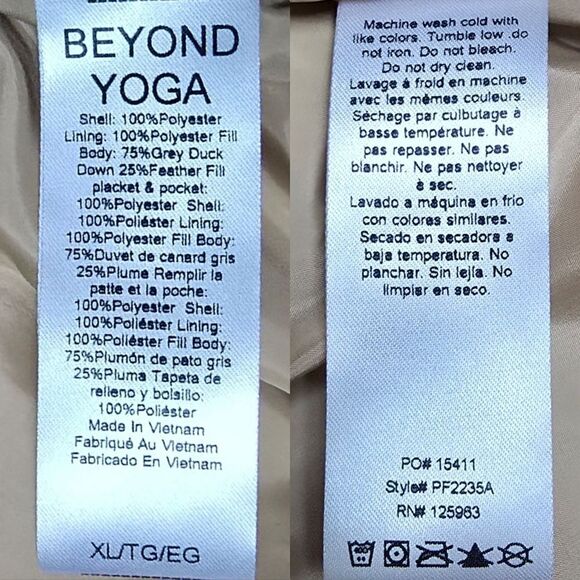 BEYOND
YOGA
Shell: 100%Polyester
Lining: 100%Polyester Fill
Body: 75%Grey Duck
Down 25%Feather Fill
placket & pocket:
100%Polyester Shell:
100%Poliéster Lining:
100%Polyester Fill Body:
75%Duvet de canard gris
25%Plume Remplir la
patte et la poche:
100%Polyester Shell:
100%Poliéster Lining:
100%Poliéster Fill Body:
75%Plumón de pato gris
25%Pluma Tapeta de
relleno y bolsillo:
100%Poliéster
Made In Vietnam
Fabriqué Au Vietnam
Fabricado En Vietnam
XL/TG/EG
Machine wash cold with
like colors. Tumble low .do
not iron. Do not bleach.
Do not dry clean.
Lavage à froid en machine
avec les mêmes couleurs.
Séchage par culbutage à
basse température. Ne
pas repasser. Ne pas
blanchir. Ne pas nettoyer
à sec.
Lavado a máquina en frio
con colores similares.
Secado en secadora a
baja temperatura. No
planchar. Sin lejía. No
limpiar en seco.
PO# 15411
Style# PF2235A
RN# 125963